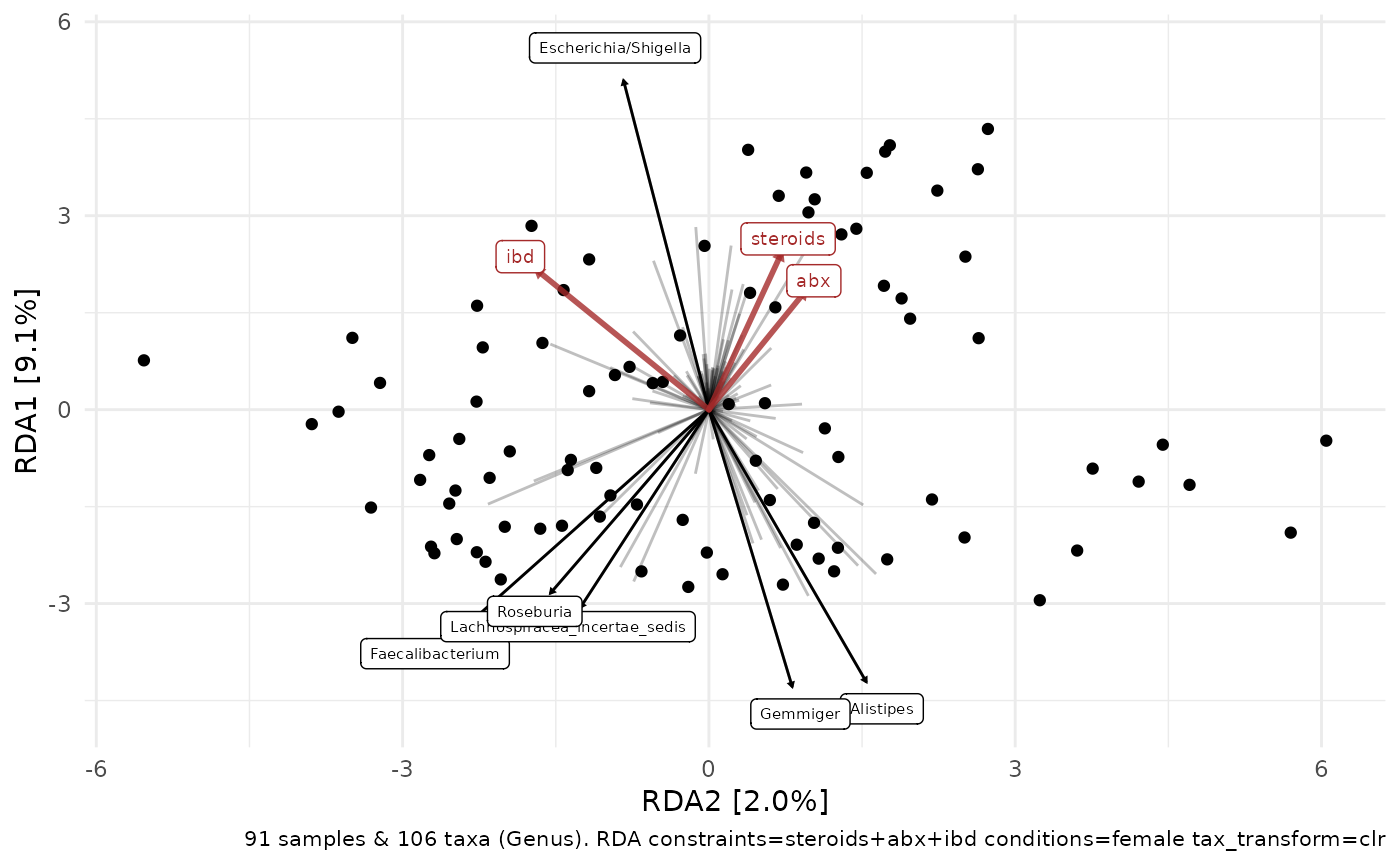 6
3
0
-3
RDA1 [9.1%]
Escherichia/Shigella
steroids
ibd
abx
Roseburia
Lachnospiracea_incertae_sedis
Faecalibacterium
Alistipes
Gemmiger
-6
-3
0
3
6
RDA2 [2.0%]
91 samples & 106 taxa (Genus). RDA constraints=steroids+abx+ibd conditions=female tax_transform=clr